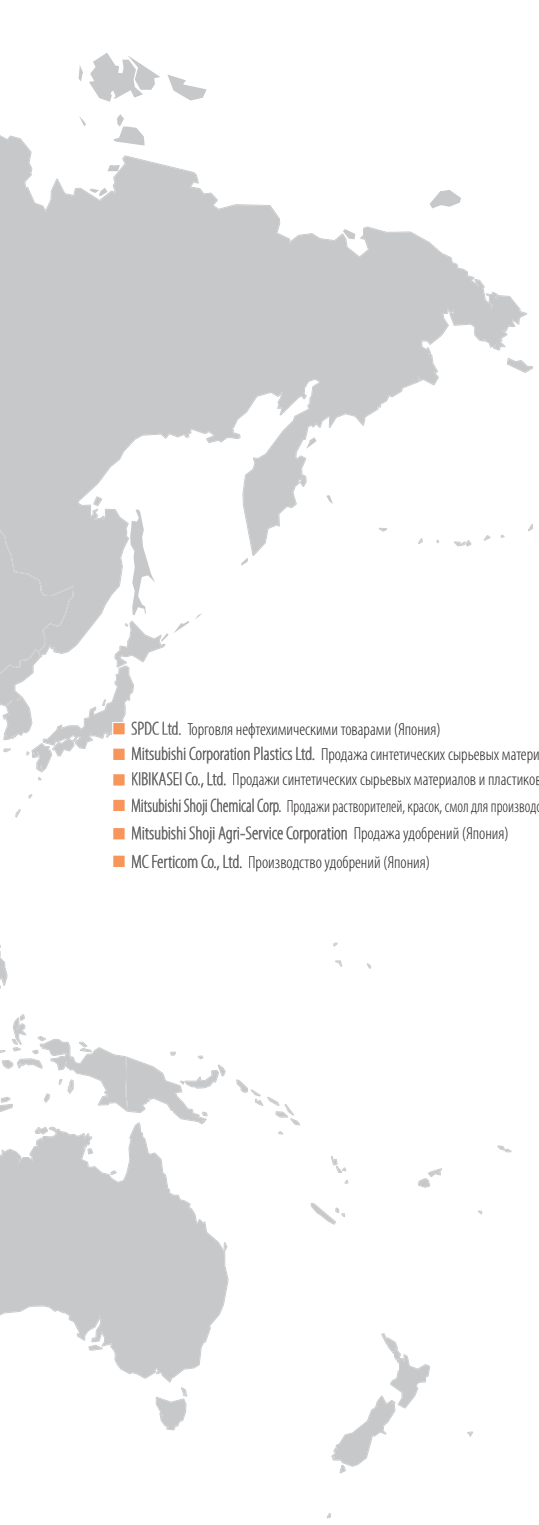 SPDC Ltd. Торговля нефтехимическими товарами (Япония)
Mitsubishi Corporation Plastics Ltd. Продажа синтетических сырьевых матери
KIBIKASEI Co., Ltd. Продажи синтетических сырьевых материалов и пластиков
Mitsubishi Shoji Chemical Corp. Продажи растворителей, красок, смол для производс
Mitsubishi Shoji Agri-Service Corporation Продажа удобрений (Япония)
MC Ferticom Co., Ltd. Производство удобрений (Япония)